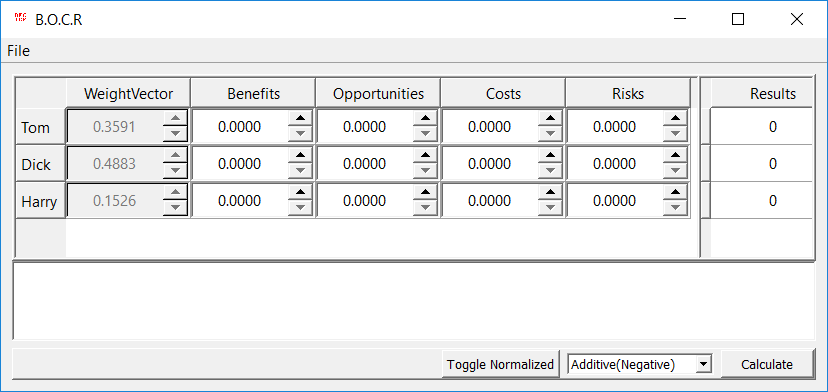 B.O.C.R
File
WeightVector Benefits Opportunities Costs Risks Results
Tom 0.3591 0.0000 0.0000 0.0000 0.0000 0
Dick 0.4883 0.0000 0.0000 0.0000 0.0000 0
Harry 0.1526 0.0000 0.0000 0.0000 0.0000 0
Toggle Normalized Additive(Negative) Calculate